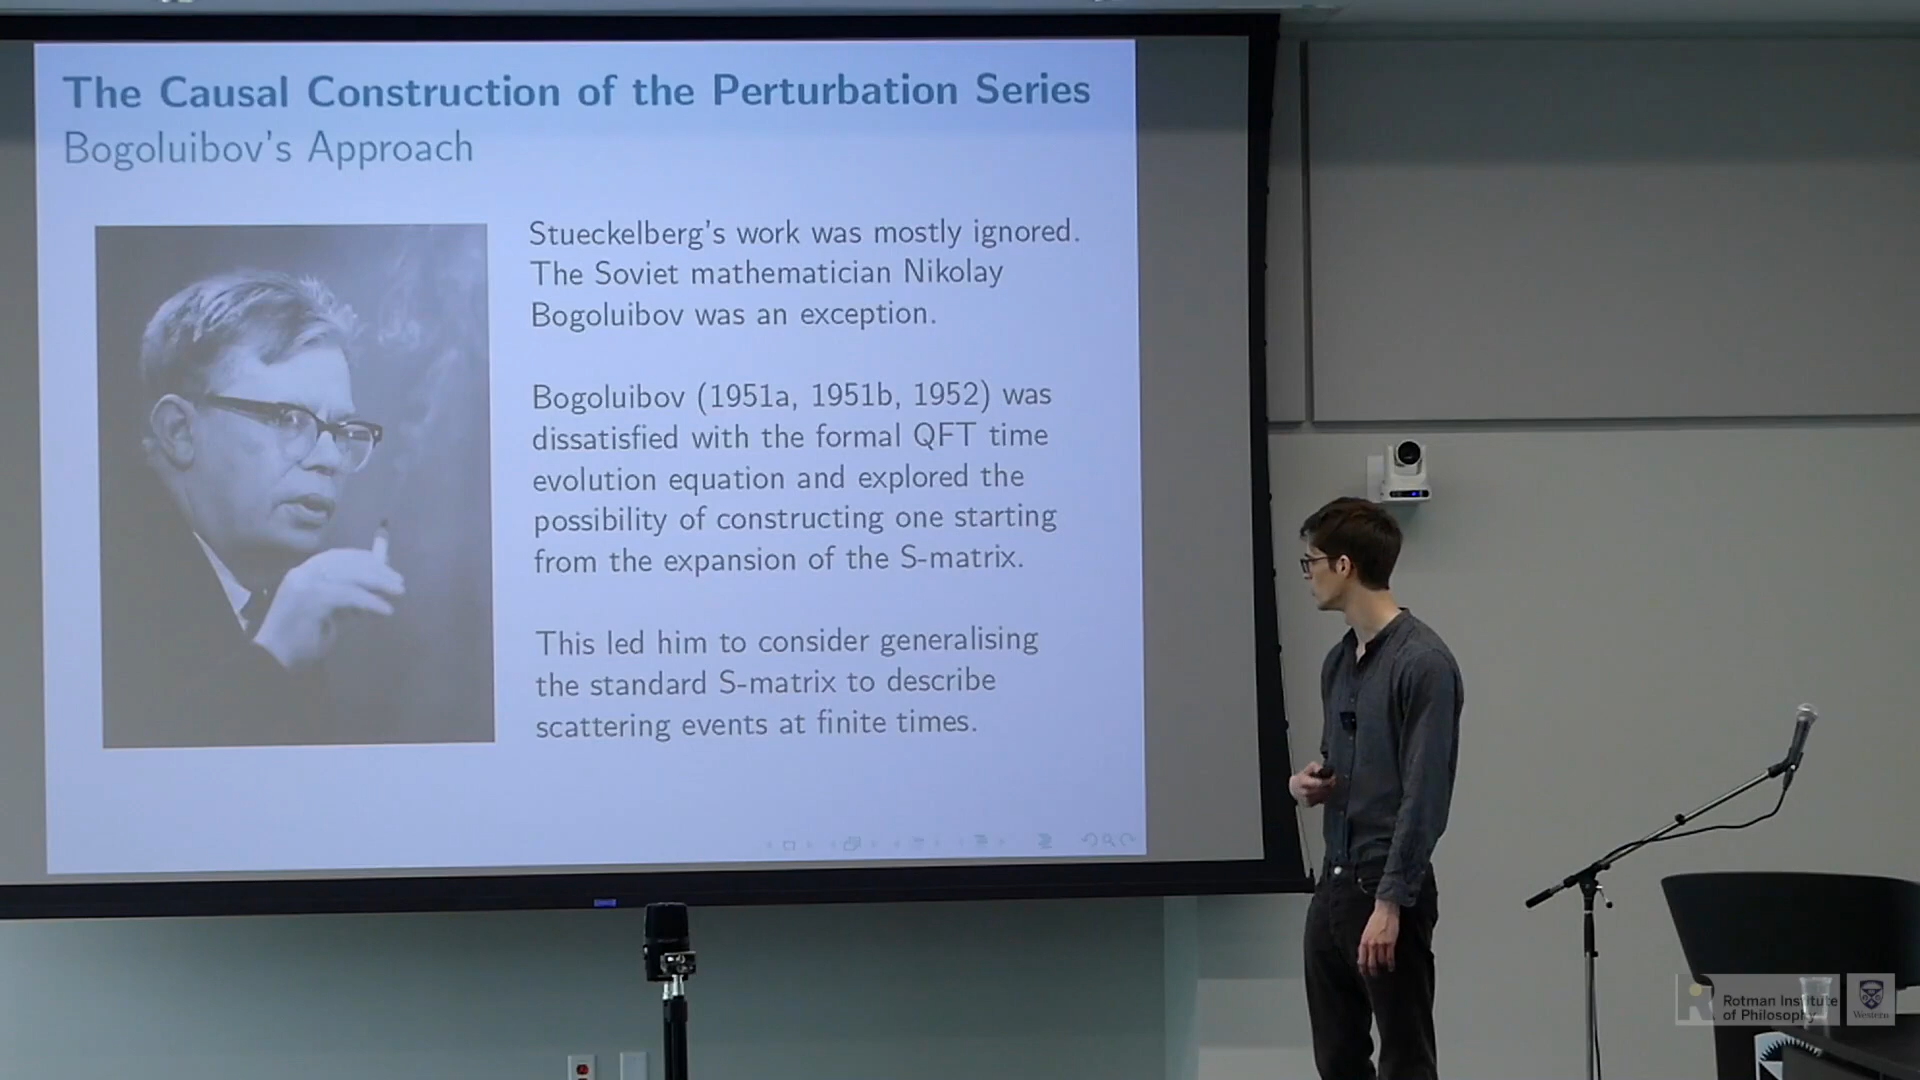 The Causal Construction of the Perturbation Series
Bogoluibov's Approach
Stueckelberg's work was mostly ignored.
The Soviet mathematician Nikolay
Bogoluibov was an exception.
Bogoluibov (1951a, 1951b, 1952) was
dissatisfied with the formal QFT time
evolution equation and explored the
possibility of constructing one starting
from the expansion of the S-matrix.
This led him to consider generalising
the standard S-matrix to describe
scattering events at finite times.
Rotman Institute
of Philosophy
Western